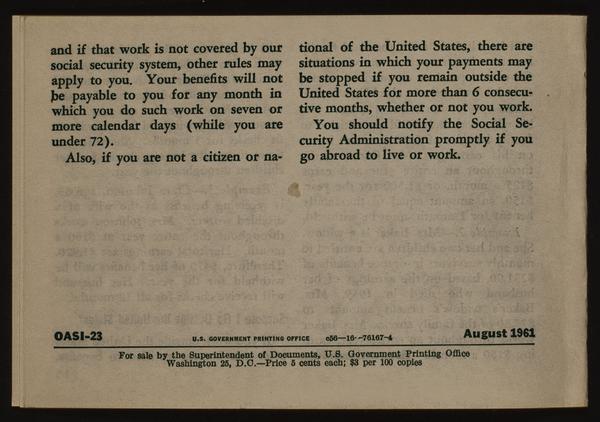 and if that work is not covered by our
social security system, other rules may
apply to you. Your benefits will not
be payable to you for any month in
which you do such work on seven or
more calendar days (while you are
under 72).
Also, if you are not a citizen or na-
tional of the United States, there are
situations in which your payments may
be stopped if you remain outside the
United States for more than 6 consecu-
tive months, whether or not you work.
You should notify the Social Se-
curity Administration promptly if you
go abroad to live or work.
OASI-23
U.S. GOVERNMENT PRINTING OFFICE c56—16—76167-4
August 1961
For sale by the Superintendent of Documents, U.S. Government Printing Office
Washington 25, D.C.—Price 5 cents each; $3 per 100 copies